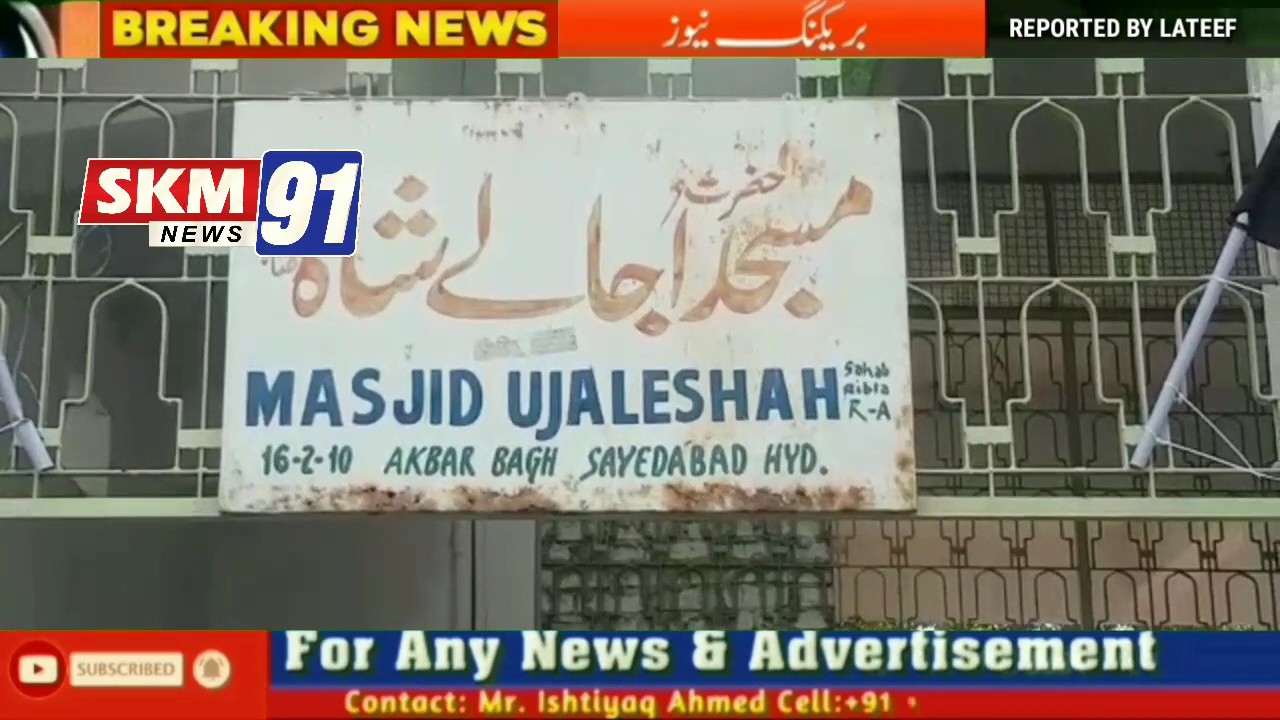 BREAKING NEWS
بریکنگ نیوز
REPORTED BY LATEEF
SKM 91
NEWS
حضرت
مسجد اجالے شاہ
MASJID UJALESHAH Sahab
Qibla
R-A
16-2-10 AKBAR BAGH SAYEDABAD HYD.
SUBSCRIBED
For Any News & Advertisement
Contact: Mr. Ishtiyaq Ahmed Cell:+91